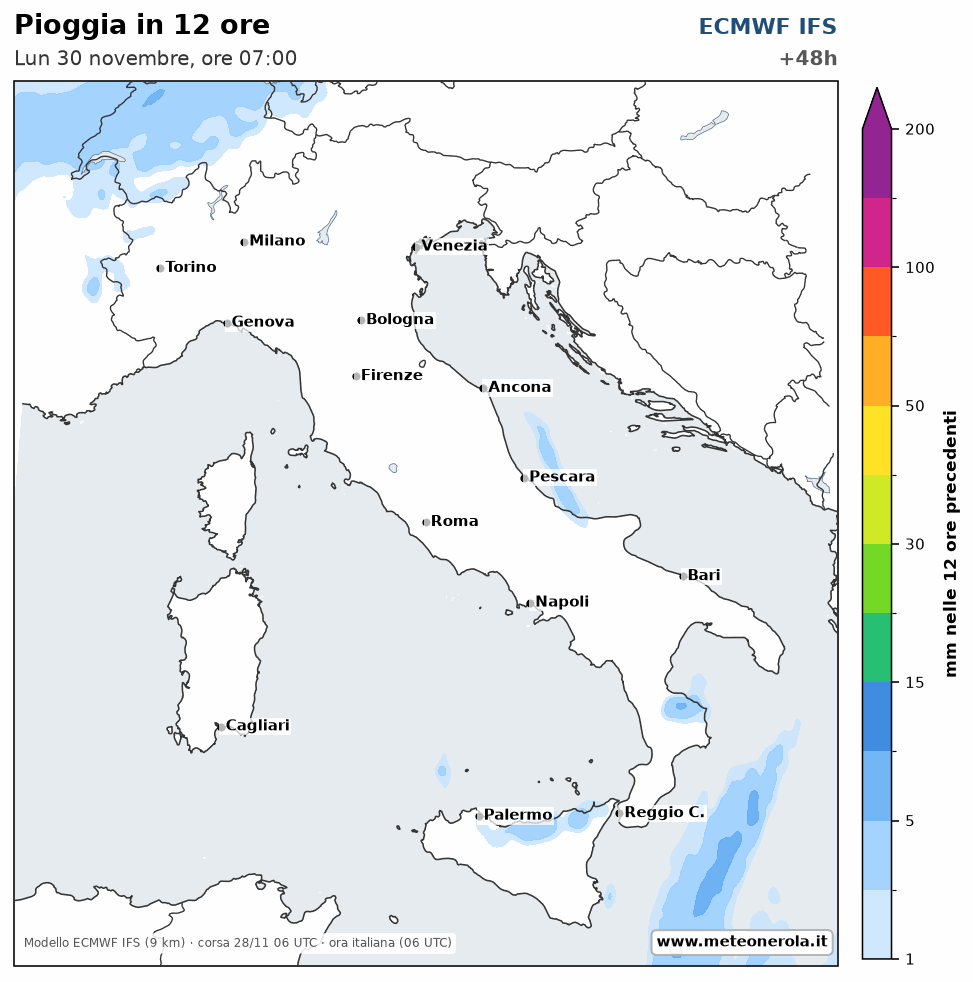 Pioggia in 12 ore
ECMWF IFS
Lun 30 novembre, ore 07:00
+48h
200
100
50
30
15
5
1
mm nelle 12 ore precedenti
Milano
Venezia
Torino
Genova
Bologna
Firenze
Ancona
Pescara
Roma
Bari
Napoli
Cagliari
Palermo
Reggio C.
Modello ECMWF IFS (9 km) · corsa 28/11 06 UTC · ora italiana (06 UTC)
www.meteonerola.it